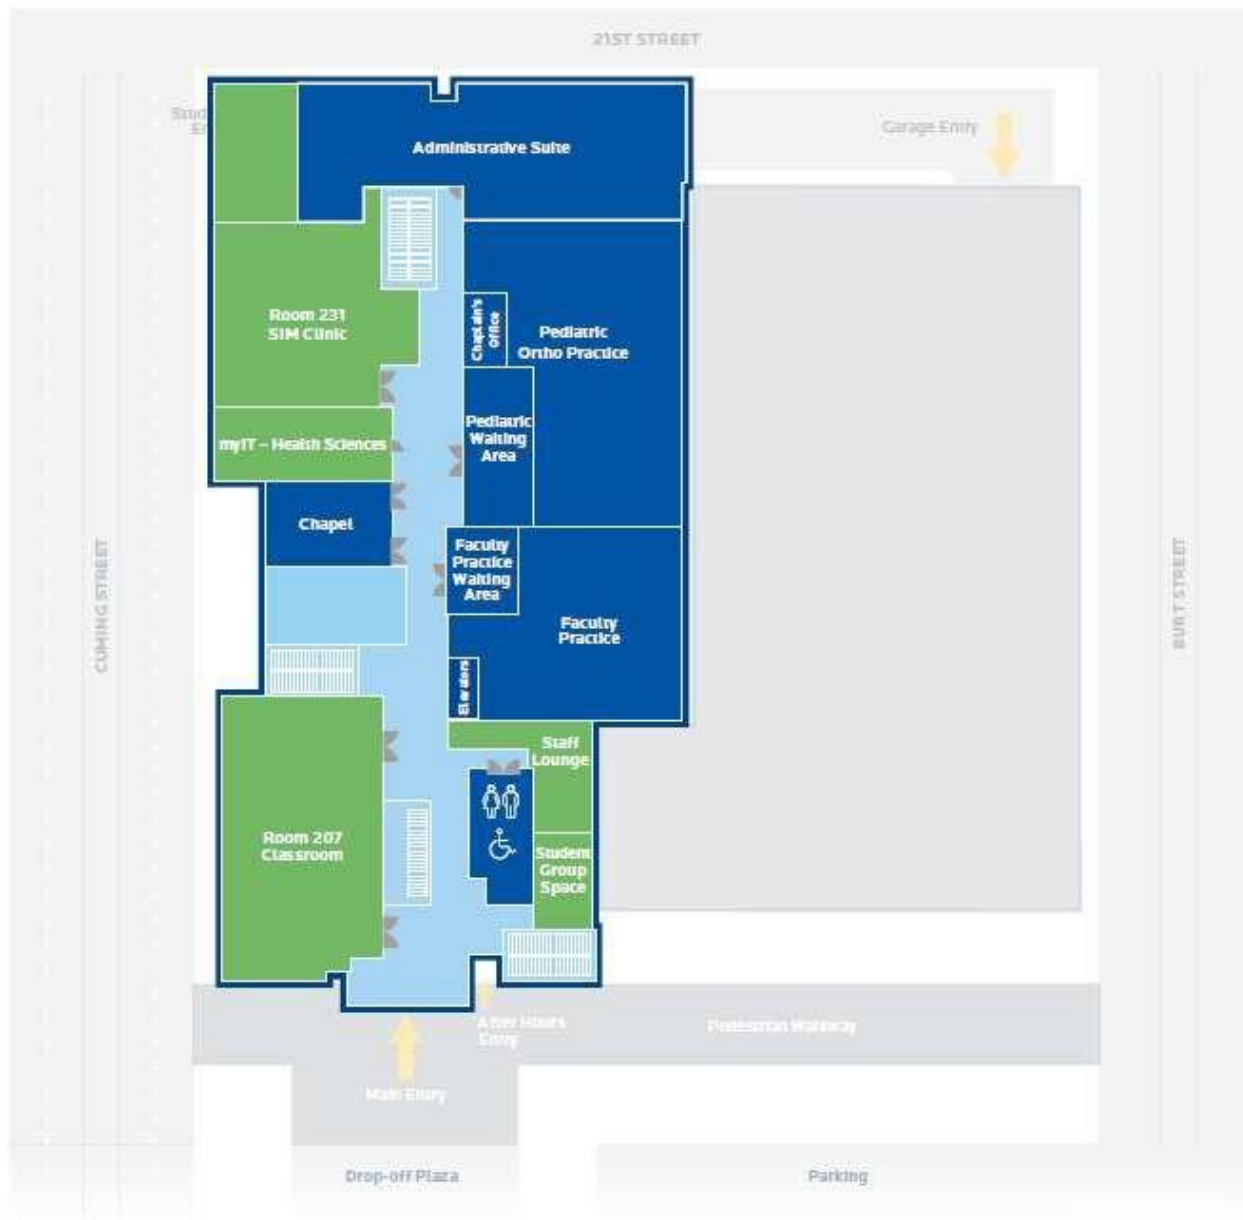 21ST STREET
Garage Entry
Administrative Suite
Room 231
SIM Clinic
Chaplain's
Office
Pediatric
Ortho Practice
myIT – Health Sciences
Pediatric
Waiting
Area
Chapel
Faculty
Practice
Waiting
Area
Faculty
Practice
CUMING STREET
BURT STREET
Elevators
Staff
Lounge
Room 207
Classroom
Student
Group
Space
After Hours
Entry
Pedestrian Walkway
Main Entry
Drop-off Plaza
Parking